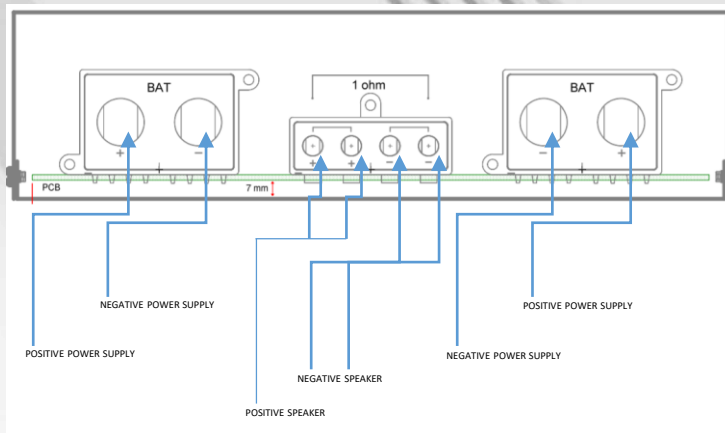 1 ohm
BAT
BAT
+
-
+
+
-
-
-
+
PCB
7 mm
NEGATIVE POWER SUPPLY
POSITIVE POWER SUPPLY
POSITIVE POWER SUPPLY
NEGATIVE POWER SUPPLY
NEGATIVE SPEAKER
POSITIVE SPEAKER